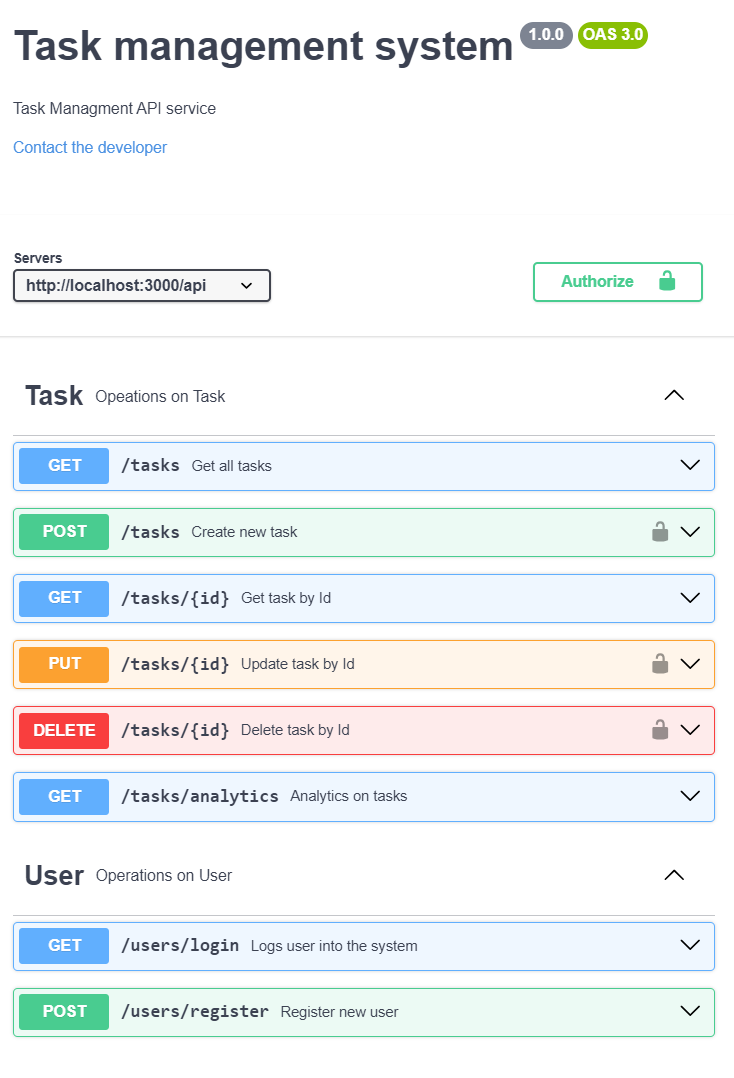 Task management system 1.0.0 OAS 3.0
Task Managment API service
Contact the developer
Servers
http://localhost:3000/api
Authorize
Task Opeations on Task
GET /tasks Get all tasks
POST /tasks Create new task
GET /tasks/{id} Get task by Id
PUT /tasks/{id} Update task by Id
DELETE /tasks/{id} Delete task by Id
GET /tasks/analytics Analytics on tasks
User Operations on User
GET /users/login Logs user into the system
POST /users/register Register new user